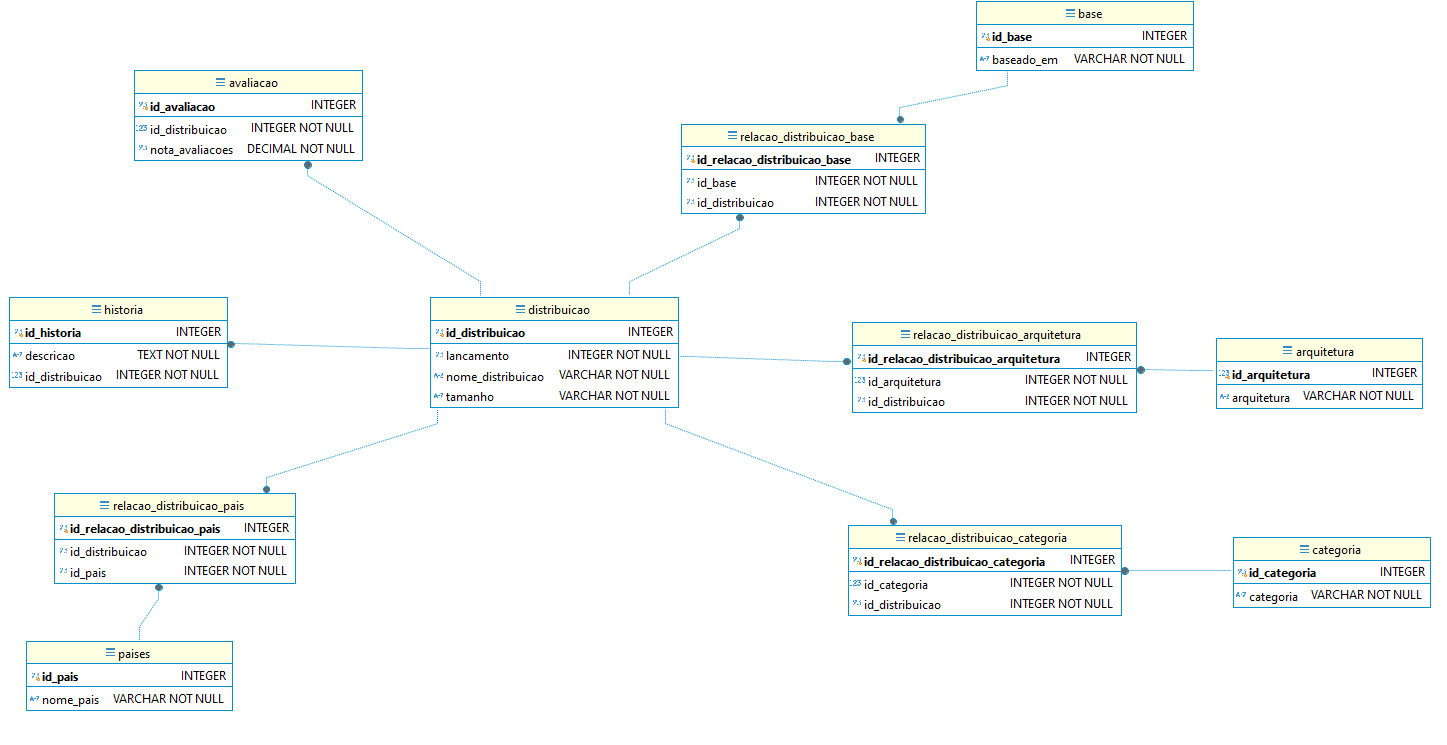 base
id_base INTEGER
baseado_em VARCHAR NOT NULL
avaliacao
id_avaliacao INTEGER
id_distribuicao INTEGER NOT NULL
nota_avaliacoes DECIMAL NOT NULL
relacao_distribuicao_base
id_relacao_distribuicao_base INTEGER
id_base INTEGER NOT NULL
id_distribuicao INTEGER NOT NULL
historia
id_historia INTEGER
descricao TEXT NOT NULL
id_distribuicao INTEGER NOT NULL
distribuicao
id_distribuicao INTEGER
lancamento INTEGER NOT NULL
nome_distribuicao VARCHAR NOT NULL
tamanho VARCHAR NOT NULL
relacao_distribuicao_arquitetura
id_relacao_distribuicao_arquitetura INTEGER
id_arquitetura INTEGER NOT NULL
id_distribuicao INTEGER NOT NULL
arquitetura
id_arquitetura INTEGER
arquitetura VARCHAR NOT NULL
relacao_distribuicao_pais
id_relacao_distribuicao_pais INTEGER
id_distribuicao INTEGER NOT NULL
id_pais INTEGER NOT NULL
relacao_distribuicao_categoria
id_relacao_distribuicao_categoria INTEGER
id_categoria INTEGER NOT NULL
id_distribuicao INTEGER NOT NULL
categoria
id_categoria INTEGER
categoria VARCHAR NOT NULL
paises
id_pais INTEGER
nome_pais VARCHAR NOT NULL